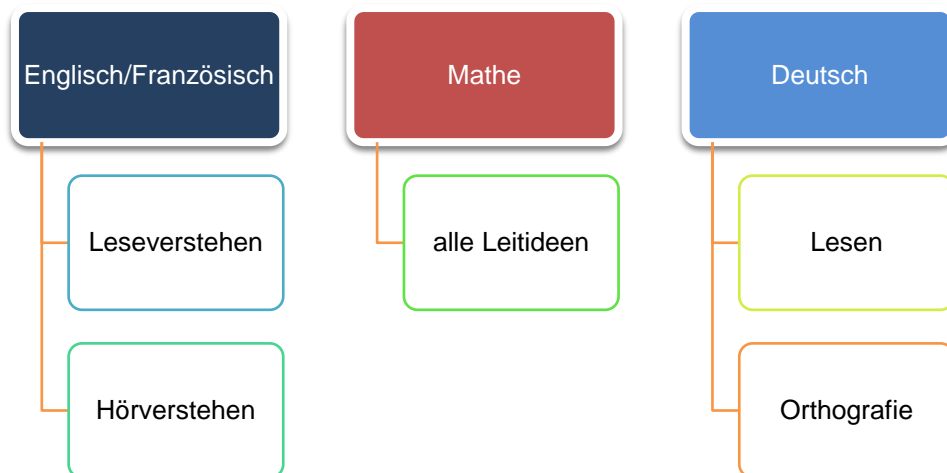 Englisch/Französisch
Leseverstehen
Hörverstehen
Mathe
alle Leitideen
Deutsch
Lesen
Orthografie